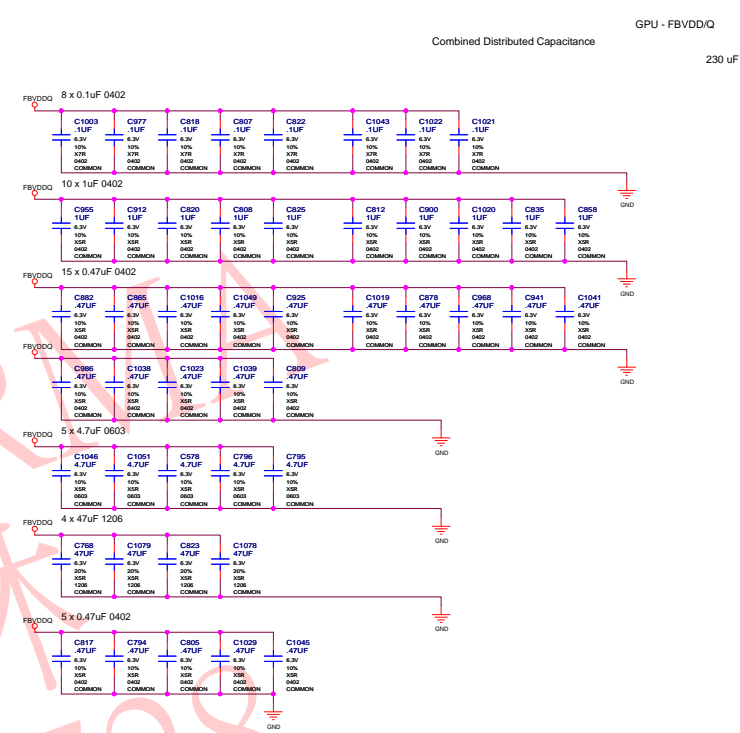 GPU - FBVDD/Q
Combined Distributed Capacitance
230 uF
8 x 0.1uF 0402
FBVDDQ
C1003 C977 C818 C807 C822 C1043 C1022 C1021
.1UF .1UF .1UF .1UF .1UF .1UF .1UF .1UF
6.3V 6.3V 6.3V 6.3V 6.3V 6.3V 6.3V 6.3V
10% 10% 10% 10% 10% 10% 10% 10%
X7R X7R X7R X7R X7R X7R X7R X7R
0402 0402 0402 0402 0402 0402 0402 0402
COMMON COMMON COMMON COMMON COMMON COMMON COMMON COMMON
GND
10 x 1uF 0402
FBVDDQ
C955 C912 C820 C808 C825 C812 C900 C1020 C835 C858
1UF 1UF 1UF 1UF 1UF 1UF 1UF 1UF 1UF 1UF
6.3V 6.3V 6.3V 6.3V 6.3V 6.3V 6.3V 6.3V 6.3V 6.3V
10% 10% 10% 10% 10% 10% 10% 10% 10% 10%
X5R X5R X5R X5R X5R X5R X5R X5R X5R X5R
0402 0402 0402 0402 0402 0402 0402 0402 0402 0402
COMMON COMMON COMMON COMMON COMMON COMMON COMMON COMMON COMMON COMMON
GND
15 x 0.47uF 0402
FBVDDQ
C882 C865 C1016 C1049 C925 C1019 C878 C968 C941 C1041
.47UF .47UF .47UF .47UF .47UF .47UF .47UF .47UF .47UF .47UF
6.3V 6.3V 6.3V 6.3V 6.3V 6.3V 6.3V 6.3V 6.3V 6.3V
10% 10% 10% 10% 10% 10% 10% 10% 10% 10%
X5R X5R X5R X5R X5R X5R X5R X5R X5R X5R
0402 0402 0402 0402 0402 0402 0402 0402 0402 0402
COMMON COMMON COMMON COMMON COMMON COMMON COMMON COMMON COMMON COMMON
GND
FBVDDQ
C986 C1038 C1023 C1039 C809
.47UF .47UF .47UF .47UF .47UF
6.3V 6.3V 6.3V 6.3V 6.3V
10% 10% 10% 10% 10%
X5R X5R X5R X5R X5R
0402 0402 0402 0402 0402
COMMON COMMON COMMON COMMON COMMON
GND
5 x 4.7uF 0603
FBVDDQ
C1046 C1051 C578 C796 C795
4.7UF 4.7UF 4.7UF 4.7UF 4.7UF
6.3V 6.3V 6.3V 6.3V 6.3V
10% 10% 10% 10% 10%
X5R X5R X5R X5R X5R
0603 0603 0603 0603 0603
COMMON COMMON COMMON COMMON COMMON
GND
4 x 47uF 1206
FBVDDQ
C768 C1079 C823 C1078
47UF 47UF 47UF 47UF
6.3V 6.3V 6.3V 6.3V
20% 20% 20% 20%
X5R X5R X5R X5R
1206 1206 1206 1206
COMMON COMMON COMMON COMMON
GND
5 x 0.47uF 0402
FBVDDQ
C817 C794 C805 C1029 C1045
.47UF .47UF .47UF .47UF .47UF
6.3V 6.3V 6.3V 6.3V 6.3V
10% 10% 10% 10% 10%
X5R X5R X5R X5R X5R
0402 0402 0402 0402 0402
COMMON COMMON COMMON COMMON COMMON
GND